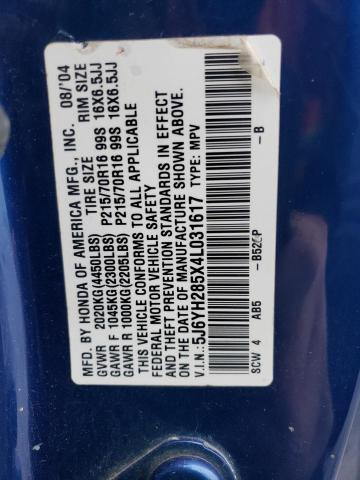 MFD. BY HONDA OF AMERICA MFG., INC. 08/'04
TIRE SIZE RIM SIZE
GVWR 2020KG(4450LBS)
GAWR F 1045KG(2300LBS) P215/70R16 99S 16X6.5JJ
GAWR R 1000KG(2205LBS) P215/70R16 99S 16X6.5JJ
THIS VEHICLE CONFORMS TO ALL APPLICABLE
FEDERAL MOTOR VEHICLE SAFETY
AND THEFT PREVENTION STANDARDS IN EFFECT
ON THE DATE OF MANUFACTURE SHOWN ABOVE.
V.I.N.: 5J6YH285X4L031617 TYPE: MPV
SCW 4 AB5 -B520P -B